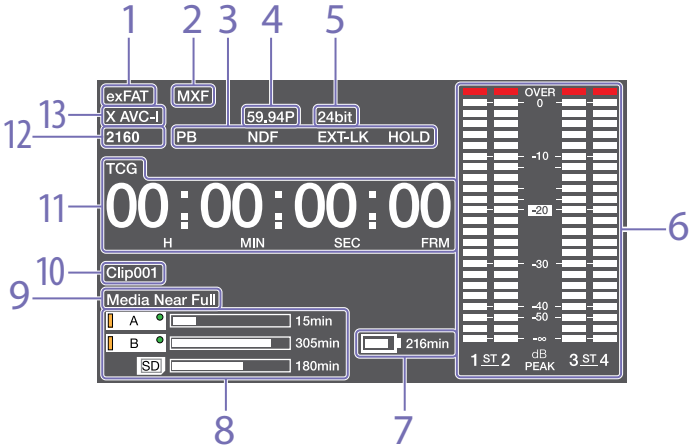 1 2 3 4 5
exFAT MXF
13 X AVC-I 59.94P 24bit
12 2160 PB NDF EXT-LK HOLD
TCG
11 00:00:00:00
H MIN SEC FRM
10 Clip001
9 Media Near Full
A 15min
B 305min
SD 180min
216min
8 7
OVER
0
-10
-20
-30
-40
-50
-∞
dB
PEAK
1 ST 2 3 ST 4
6